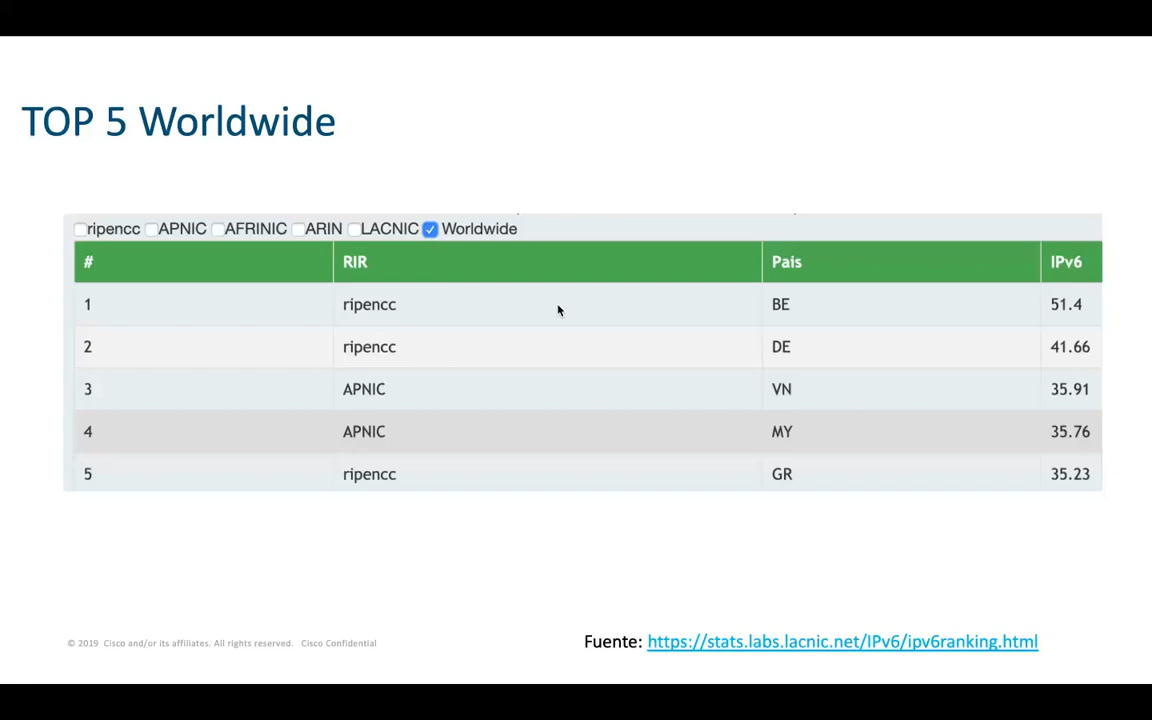 TOP 5 Worldwide
ripencc APNIC AFRINIC ARIN LACNIC Worldwide
# RIR Pais IPv6
1 ripencc BE 51.4
2 ripencc DE 41.66
3 APNIC VN 35.91
4 APNIC MY 35.76
5 ripencc GR 35.23
© 2019 Cisco and/or its affiliates. All rights reserved. Cisco Confidential
Fuente: https://stats.labs.lacnic.net/IPv6/ipv6ranking.html